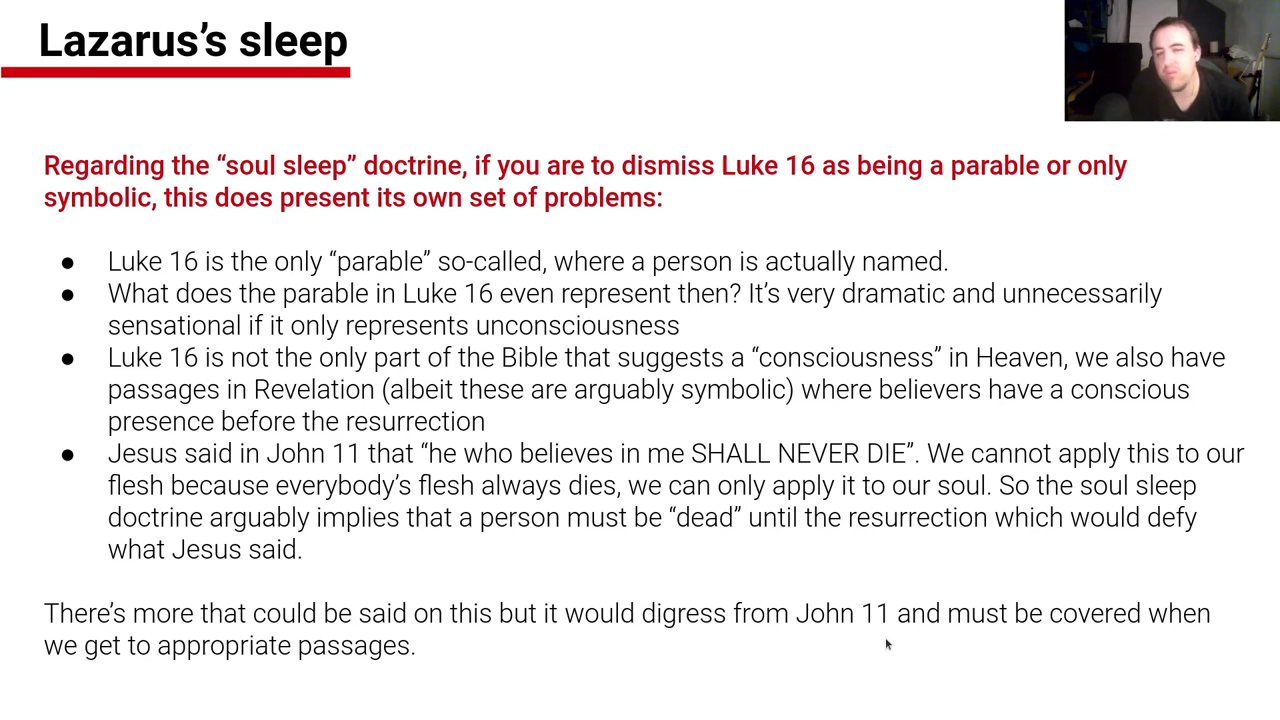 Lazarus's sleep
Regarding the “soul sleep” doctrine, if you are to dismiss Luke 16 as being a parable or only
symbolic, this does present its own set of problems:
● Luke 16 is the only “parable” so-called, where a person is actually named.
● What does the parable in Luke 16 even represent then? It's very dramatic and unnecessarily
sensational if it only represents unconsciousness
● Luke 16 is not the only part of the Bible that suggests a “consciousness” in Heaven, we also have
passages in Revelation (albeit these are arguably symbolic) where believers have a conscious
presence before the resurrection
● Jesus said in John 11 that “he who believes in me SHALL NEVER DIE”. We cannot apply this to our
flesh because everybody's flesh always dies, we can only apply it to our soul. So the soul sleep
doctrine arguably implies that a person must be “dead” until the resurrection which would defy
what Jesus said.
There's more that could be said on this but it would digress from John 11 and must be covered when
we get to appropriate passages.